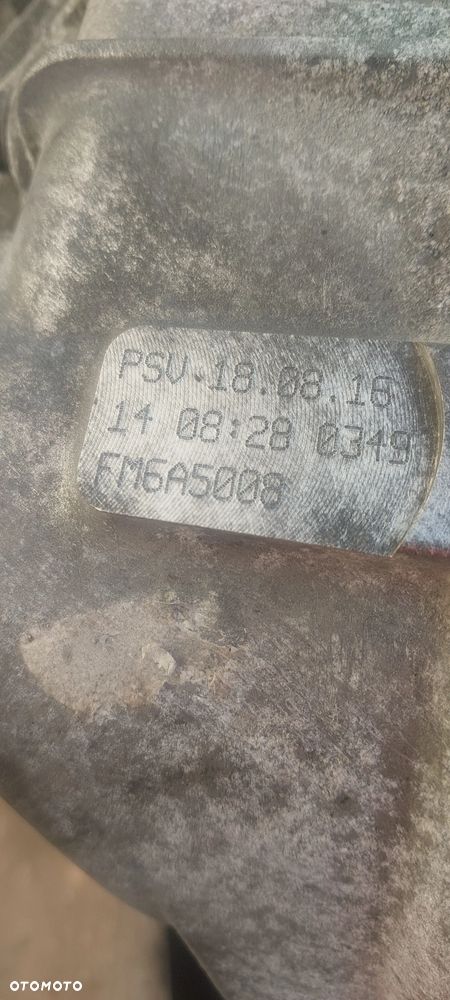 PSV.18.08.16
14 08:28 0349
FM6A5008
OTOMOTO